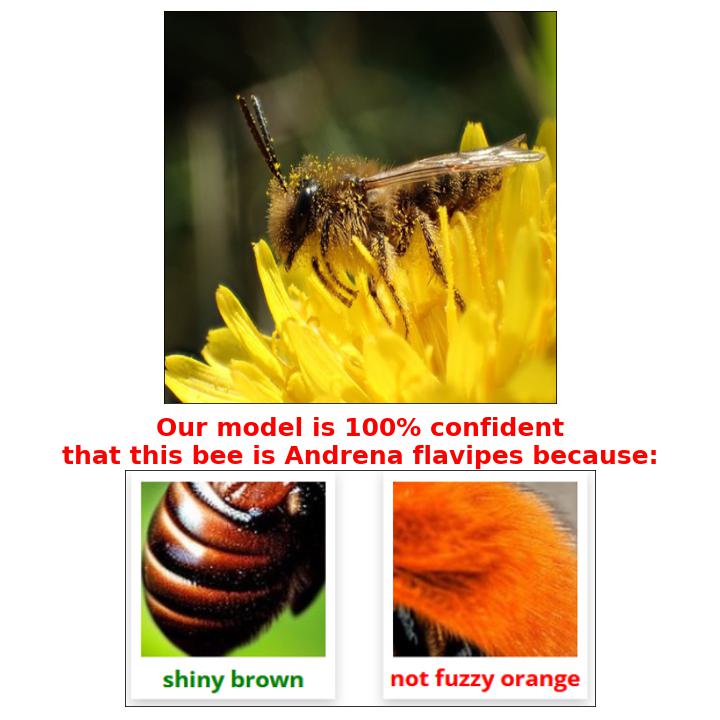 Our model is 100% confident
that this bee is Andrena flavipes because:
shiny brown
not fuzzy orange